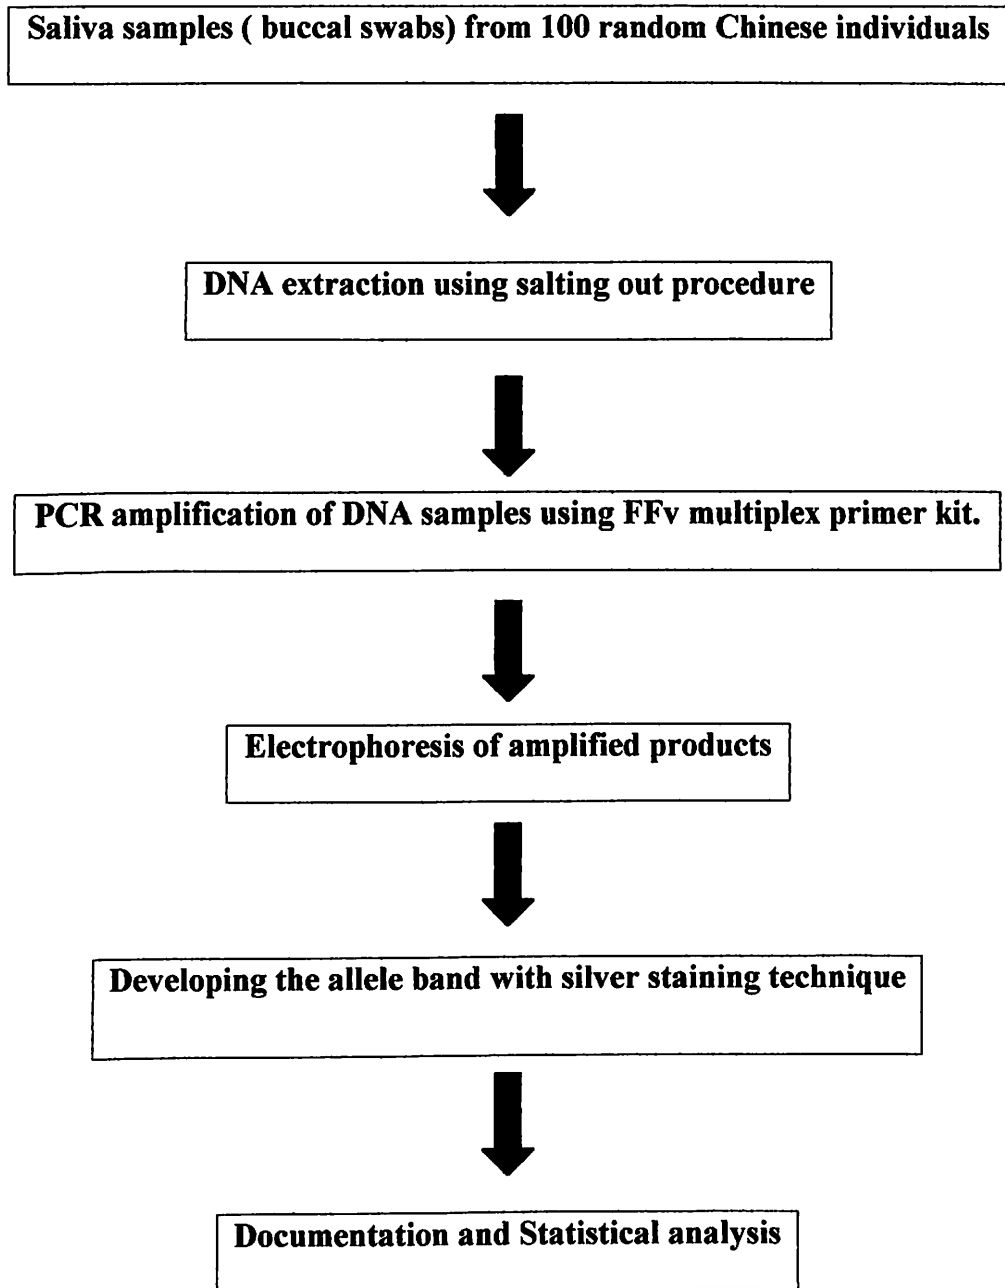 Saliva samples ( buccal swabs) from 100 random Chinese individuals
DNA extraction using salting out procedure
PCR amplification of DNA samples using FFv multiplex primer kit.
Electrophoresis of amplified products
Developing the allele band with silver staining technique
Documentation and Statistical analysis